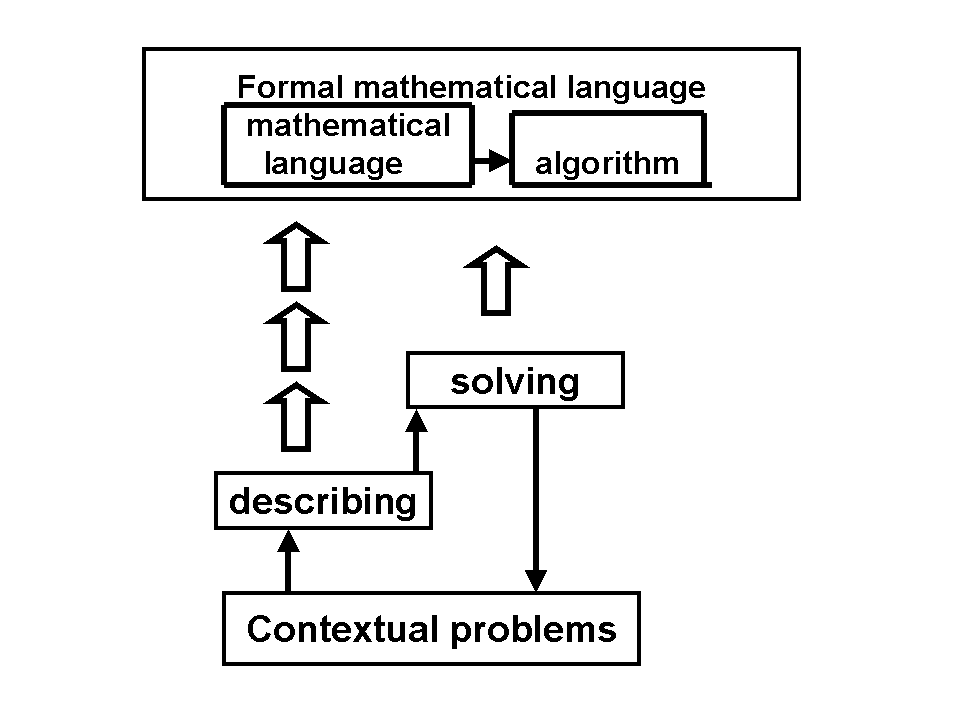 Formal mathematical language
mathematical
language
algorithm
solving
describing
Contextual problems